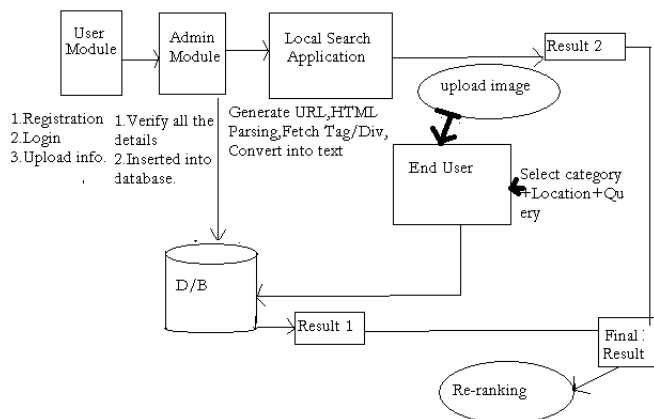 User
Module
Admin
Module
Local Search
Application
Result 2
upload image
1.Registration
2.Login
3.Upload info.
1.Verify all the
details
2.Inserted into
database.
Generate URL,HTML
Parsing,Fetch Tag/Div,
Convert into text
End User
Select category
+Location+Qu
ery
D/B
Result 1
Final
Result
Re-ranking